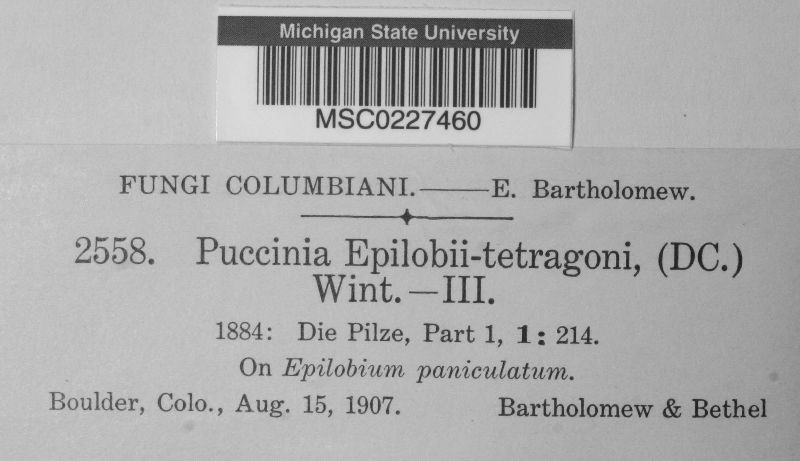 Michigan State University
MSC0227460
FUNGI COLUMBIANI.——E. Bartholomew.
2558. Puccinia Epilobii-tetragoni, (DC.)
Wint.—III.
1884: Die Pilze, Part 1, 1: 214.
On Epilobium paniculatum.
Boulder, Colo., Aug. 15, 1907. Bartholomew & Bethel